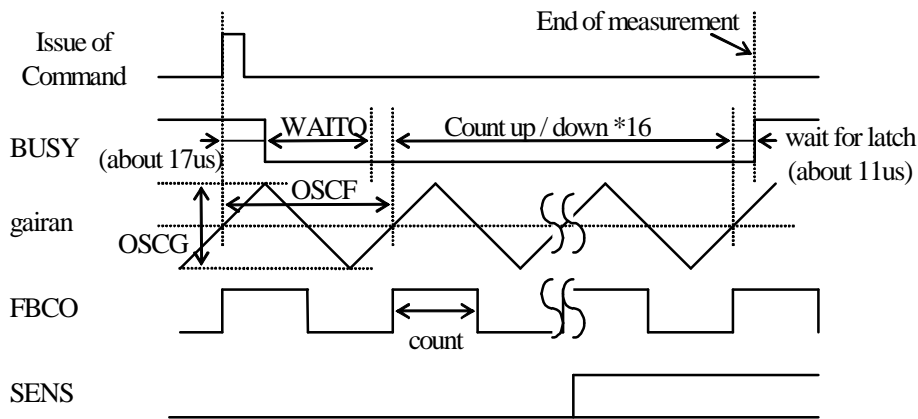 Issue of
Command
End of measurement
BUSY
(about 17us)
WAITQ
Count up / down *16
wait for latch
(about 11us)
gairan
OSCF
OSCG
FBCO
count
SENS